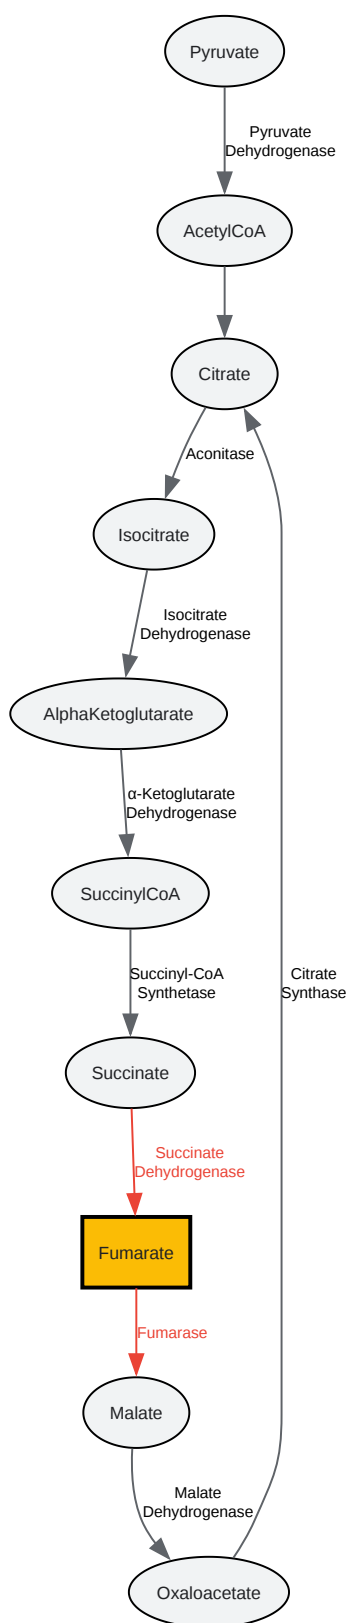 Pyruvate
Pyruvate
Dehydrogenase
AcetylCoA
Citrate
Aconitase
Isocitrate
Isocitrate
Dehydrogenase
AlphaKetoglutarate
α-Ketoglutarate
Dehydrogenase
SuccinylCoA
Succinyl-CoA
Synthetase
Citrate
Synthase
Succinate
Succinate
Dehydrogenase
Fumarate
Fumarase
Malate
Malate
Dehydrogenase
Oxaloacetate